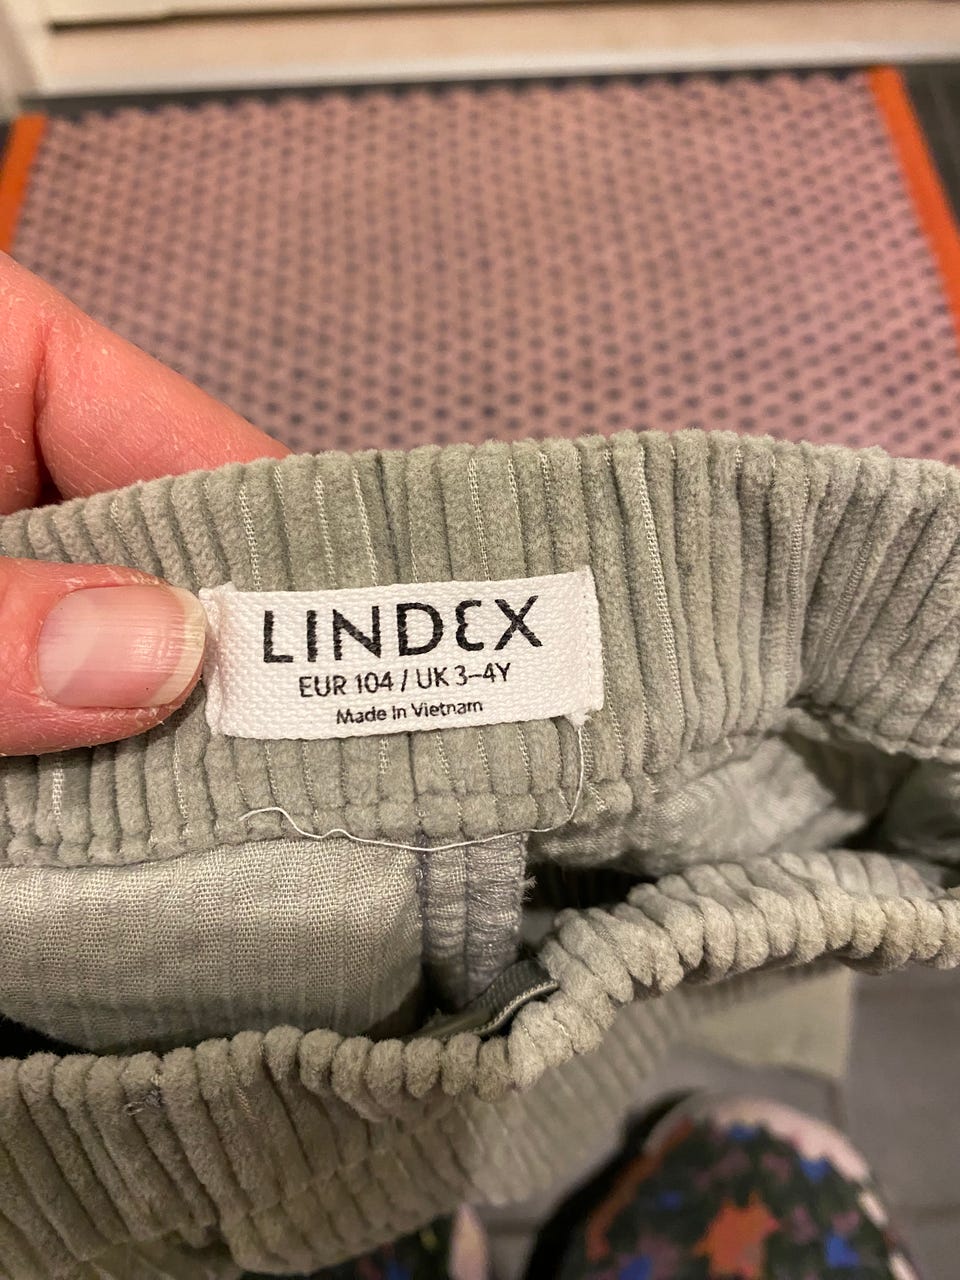 LINDEX
EUR 104 / UK 3-4Y
Made in Vietnam